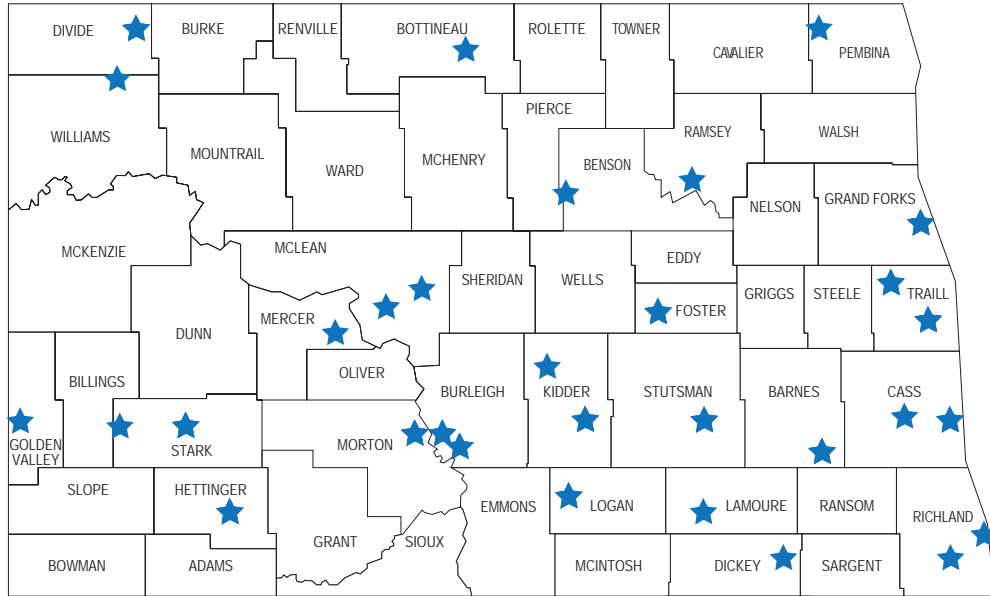 DIVIDE
BURKE
RENVILLE
BOTTINEAU
ROLETTE
TOWNER
CAVALIER
PEMBINA
WILLIAMS
MOUNTRAIL
WARD
MCHENRY
PIERCE
BENSON
RAMSEY
WALSH
NELSON
GRAND FORKS
MCKENZIE
MCLEAN
SHERIDAN
WELLS
EDDY
FOSTER
GRIGGS
STEELE
TRAILL
DUNN
MERCER
OLIVER
BILLINGS
BURLEIGH
KIDDER
STUTSMAN
BARNES
CASS
GOLDEN
VALLEY
STARK
MORTON
SLOPE
HETTINGER
EMMONS
LOGAN
LAMOURE
RANSOM
RICHLAND
GRANT
SIOUX
BOWMAN
ADAMS
MCINTOSH
DICKEY
SARGENT